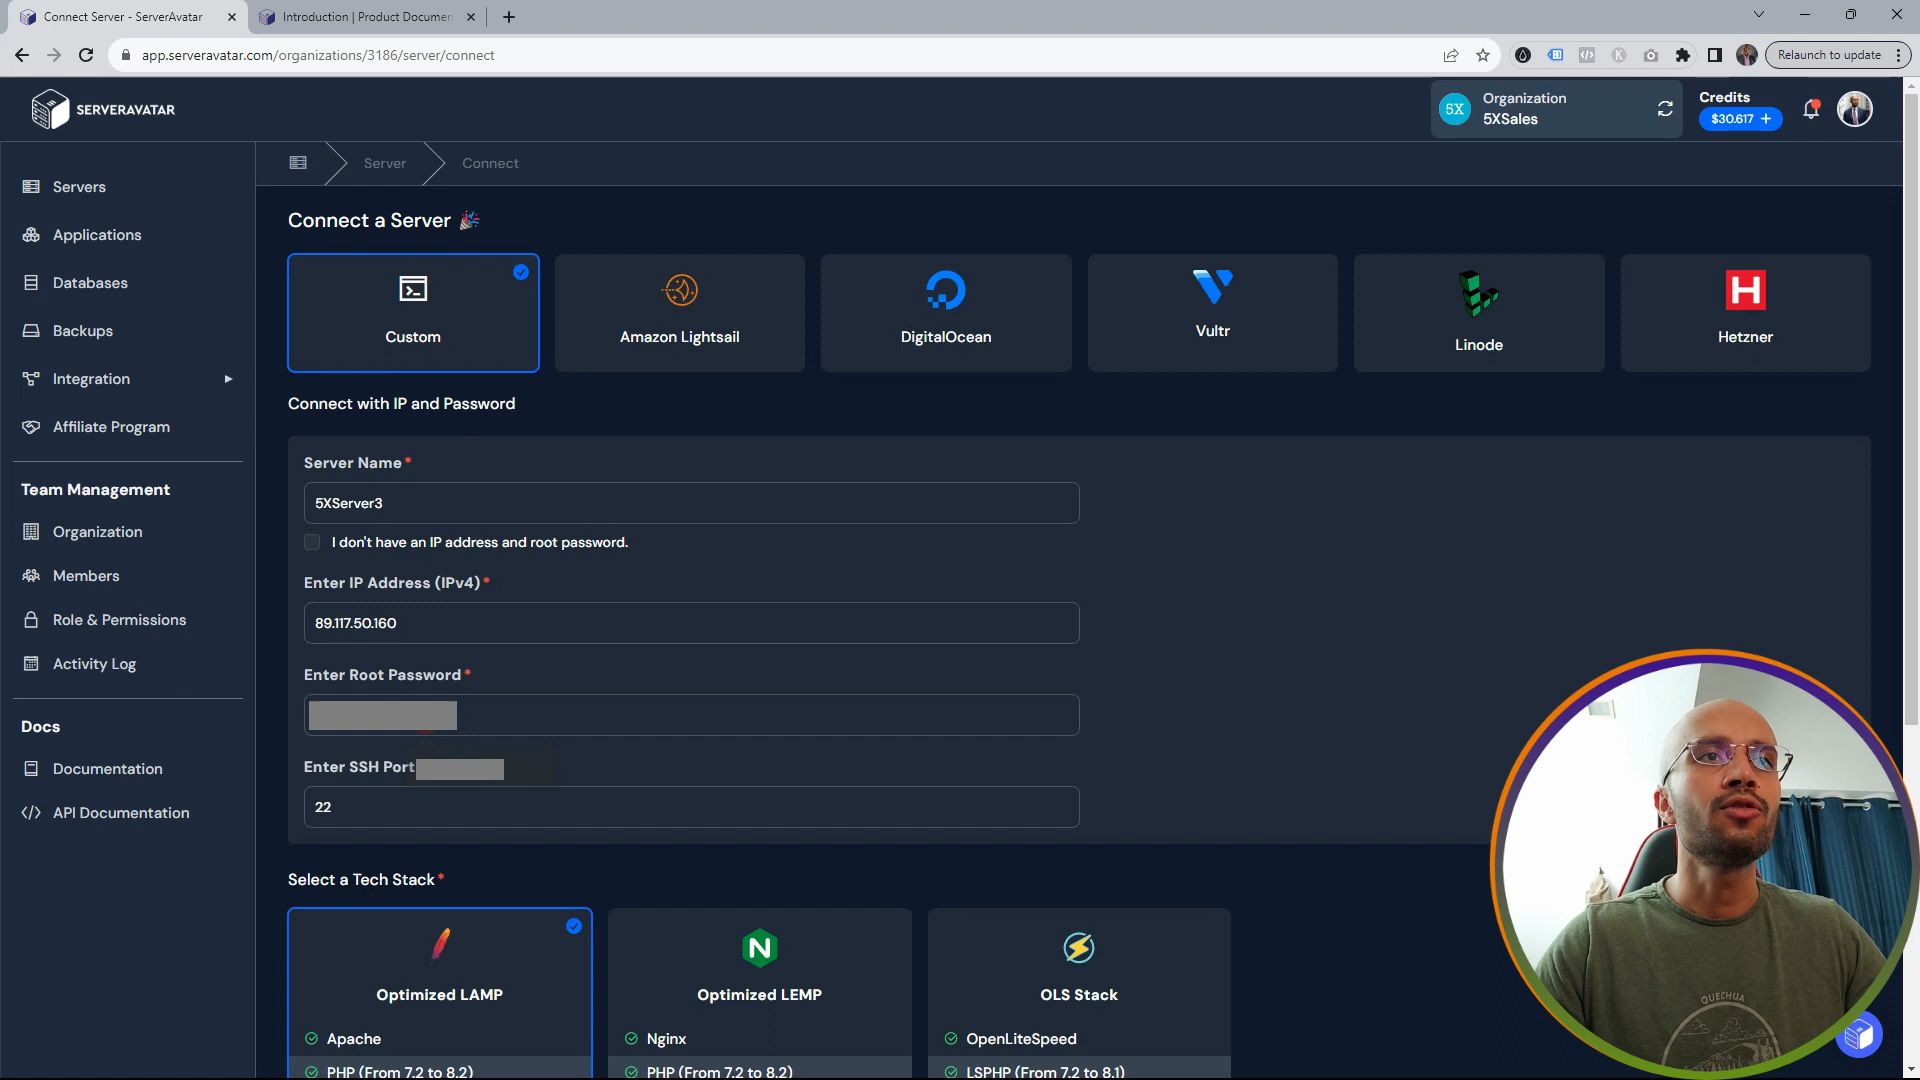 Connect Server - ServerAvatar
Introduction | Product Documen
app.serveravatar.com/organizations/3186/server/connect
Relaunch to update
SERVERAVATAR
5X
Organization
5XSales
Credits
$30.617 +
Server
Connect
Servers
Applications
Databases
Backups
Integration
Affiliate Program
Team Management
Organization
Members
Role & Permissions
Activity Log
Docs
Documentation
API Documentation
Connect a Server
Custom
Amazon Lightsail
DigitalOcean
Vultr
Linode
H
Hetzner
Connect with IP and Password
Server Name*
5XServer3
I don't have an IP address and root password.
Enter IP Address (IPv4)*
89.117.50.160
Enter Root Password*
Enter SSH Port
22
Select a Tech Stack*
N
Optimized LAMP
Optimized LEMP
OLS Stack
Apache
Nginx
OpenLiteSpeed
PHP (From 7.2 to 8.2)
PHP (From 7.2 to 8.2)
LSPHP (From 7.2 to 8.1)
QUECHUA